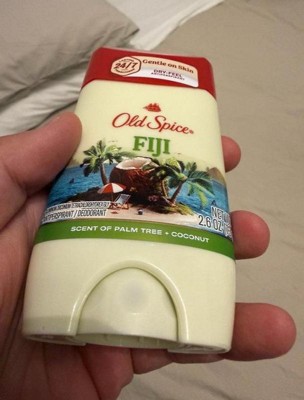 24/7
Gentle on Skin
DRY FEEL
Old Spice
FIJI
ANTIPERSPIRANT / DEODORANT
NET WT
2.6 OZ
SCENT OF PALM TREE + COCONUT